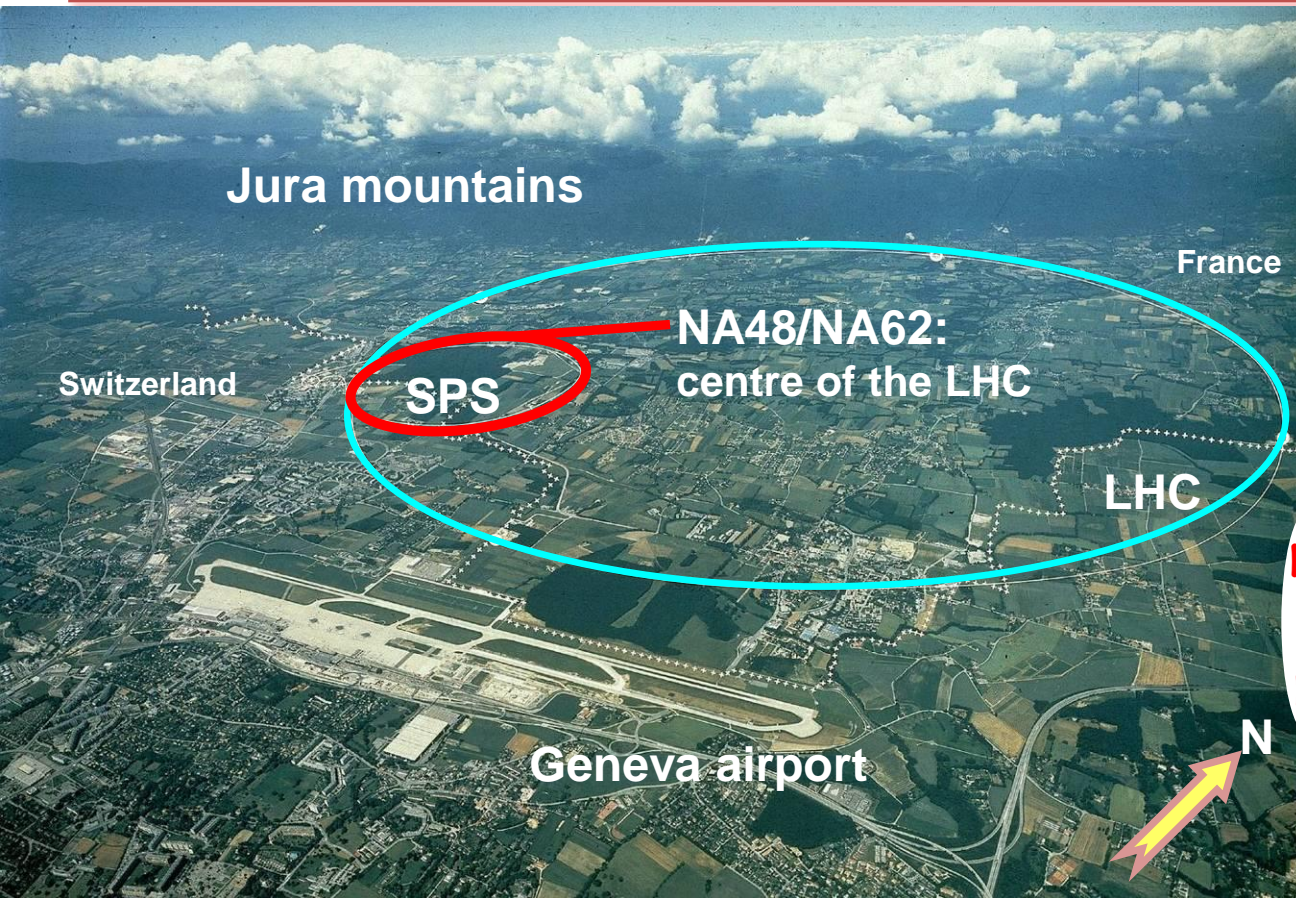 Jura mountains
France
NA48/NA62:
centre of the LHC
Switzerland
SPS
LHC
N
Geneva airport